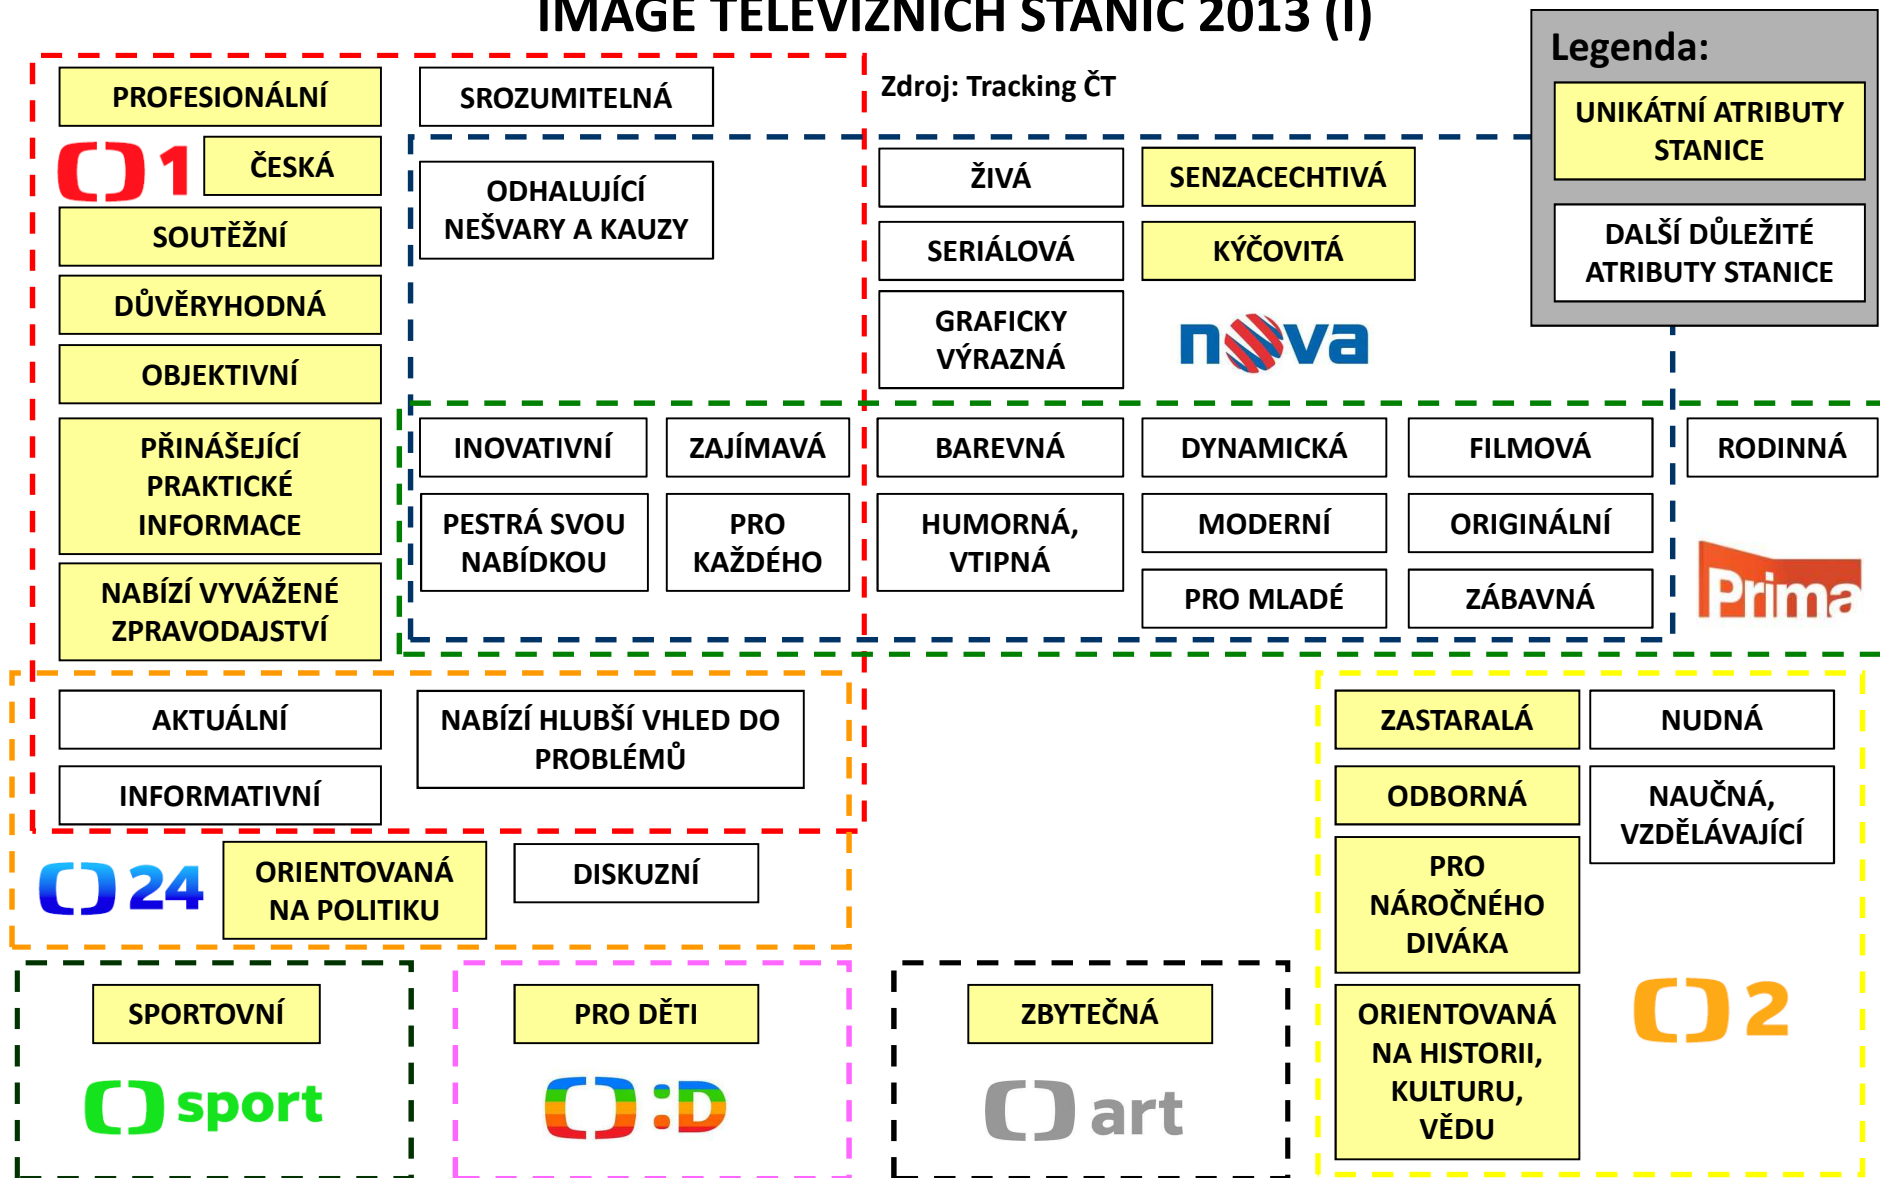 IMAGE TELEVIZNÍCH STANIC 2013 (I)
Legenda:
UNIKÁTNÍ ATRIBUTY
STANICE
DALŠÍ DŮLEŽITÉ
ATRIBUTY STANICE
Zdroj: Tracking ČT
PROFESIONÁLNÍ
SROZUMITELNÁ
1
ČESKÁ
ODHALUJÍCÍ
NEŠVARY A KAUZY
ŽIVÁ
SENZACECHTIVÁ
SOUTĚŽNÍ
SERIÁLOVÁ
KÝČOVITÁ
DŮVĚRYHODNÁ
GRAFICKY
VÝRAZNÁ
nova
OBJEKTIVNÍ
PŘINÁŠEJÍCÍ
PRAKTICKÉ
INFORMACE
INOVATIVNÍ
ZAJÍMAVÁ
BAREVNÁ
DYNAMICKÁ
FILMOVÁ
RODINNÁ
PESTRÁ SVOU
NABÍDKOU
PRO
KAŽDÉHO
HUMORNÁ,
VTIPNÁ
MODERNÍ
ORIGINÁLNÍ
Prima
NABÍZÍ VYVÁŽENÉ
ZPRAVODAJSTVÍ
PRO MLADÉ
ZÁBAVNÁ
AKTUÁLNÍ
NABÍZÍ HLUBŠÍ VHLED DO
PROBLÉMŮ
ZASTARALÁ
NUDNÁ
INFORMATIVNÍ
ODBORNÁ
NAUČNÁ,
VZDĚLÁVAJÍCÍ
24
ORIENTOVANÁ
NA POLITIKU
DISKUZNÍ
PRO
NÁROČNÉHO
DIVÁKA
SPORTOVNÍ
PRO DĚTI
ZBYTEČNÁ
ORIENTOVANÁ
NA HISTORII,
KULTURU,
VĚDU
2
sport
:D
art